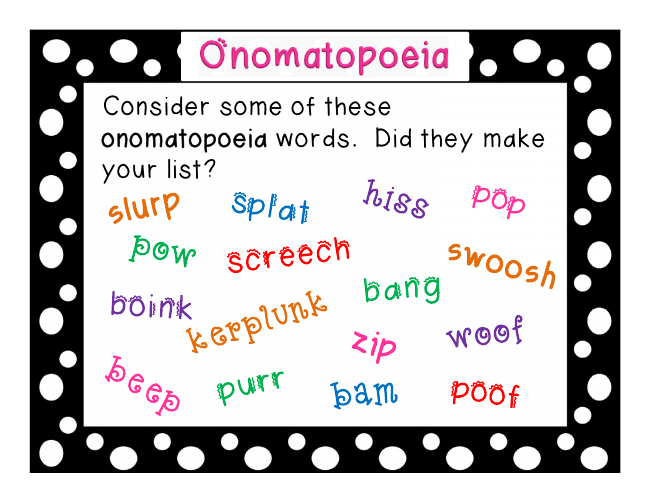 Onomatopoeia
Consider some of these
onomatopoeia words. Did they make
your list?
slurp splat hiss pop
pow screech swoosh
boink kerplunk bang
zip woof
beep purr bam poof